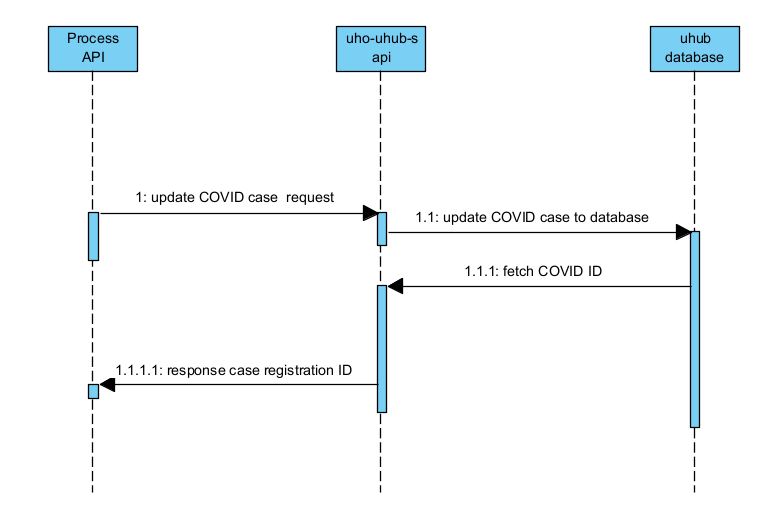 Process
API
uho-uhub-s
api
uhub
database
1: update COVID case  request
1.1: update COVID case to database
1.1.1: fetch COVID ID
1.1.1.1: response case registration ID